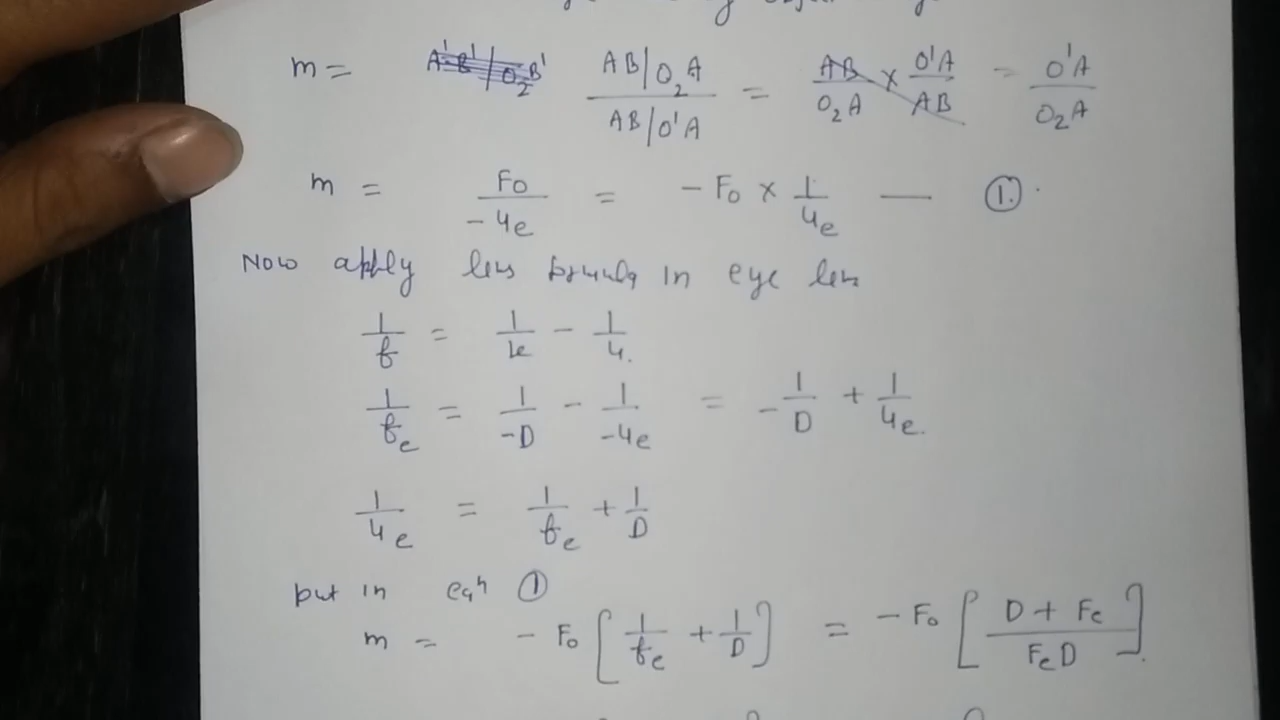 m = AB/O₂A / AB/O'A = AB/O₂A × O'A/AB = O'A/O₂A
m = Fo/-ue = - Fo × 1/ue — ①.
Now apply lens formula in eye lens
1/f = 1/v - 1/u.
1/fe = 1/-D - 1/-ue = - 1/D + 1/ue.
1/ue = 1/fe + 1/D
put in eqn ①
m = - Fo [1/fe + 1/D] = - Fo [D + Fe / FeD]